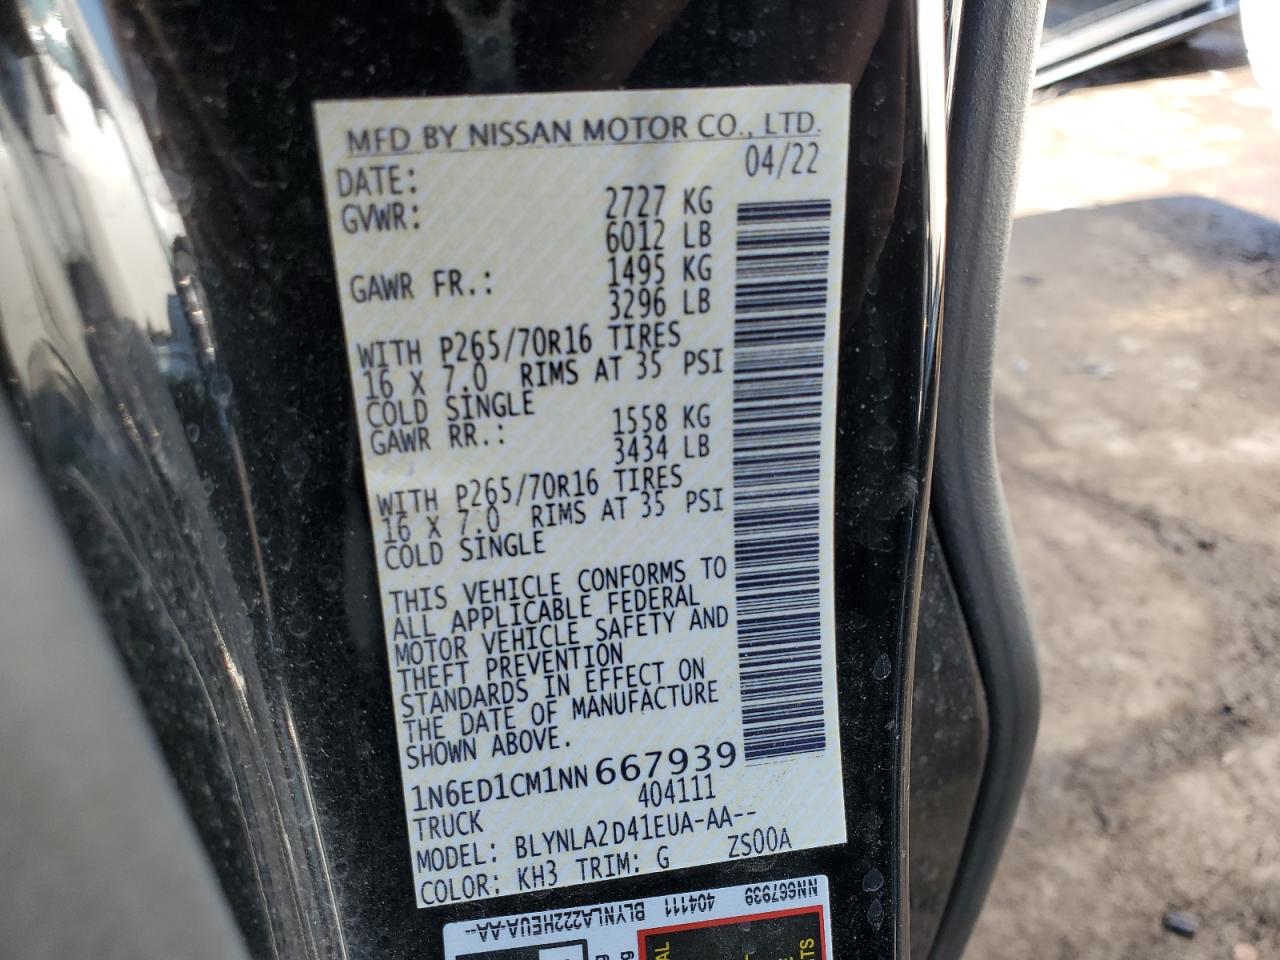 MFD BY NISSAN MOTOR CO., LTD.
DATE: 04/22
GVWR: 2727 KG
6012 LB
GAWR FR.: 1495 KG
3296 LB
WITH P265/70R16 TIRES
16 X 7.0 RIMS AT 35 PSI
COLD SINGLE
GAWR RR.: 1558 KG
3434 LB
WITH P265/70R16 TIRES
16 X 7.0 RIMS AT 35 PSI
COLD SINGLE
THIS VEHICLE CONFORMS TO
ALL APPLICABLE FEDERAL
MOTOR VEHICLE SAFETY AND
THEFT PREVENTION
STANDARDS IN EFFECT ON
THE DATE OF MANUFACTURE
SHOWN ABOVE.
1N6ED1CM1NN667939
TRUCK 404111
MODEL: BLYNLA2D41EUA-AA--
COLOR: KH3 TRIM: G ZS00A
NN667939 404111 BLYNLA222HEUA-AA--